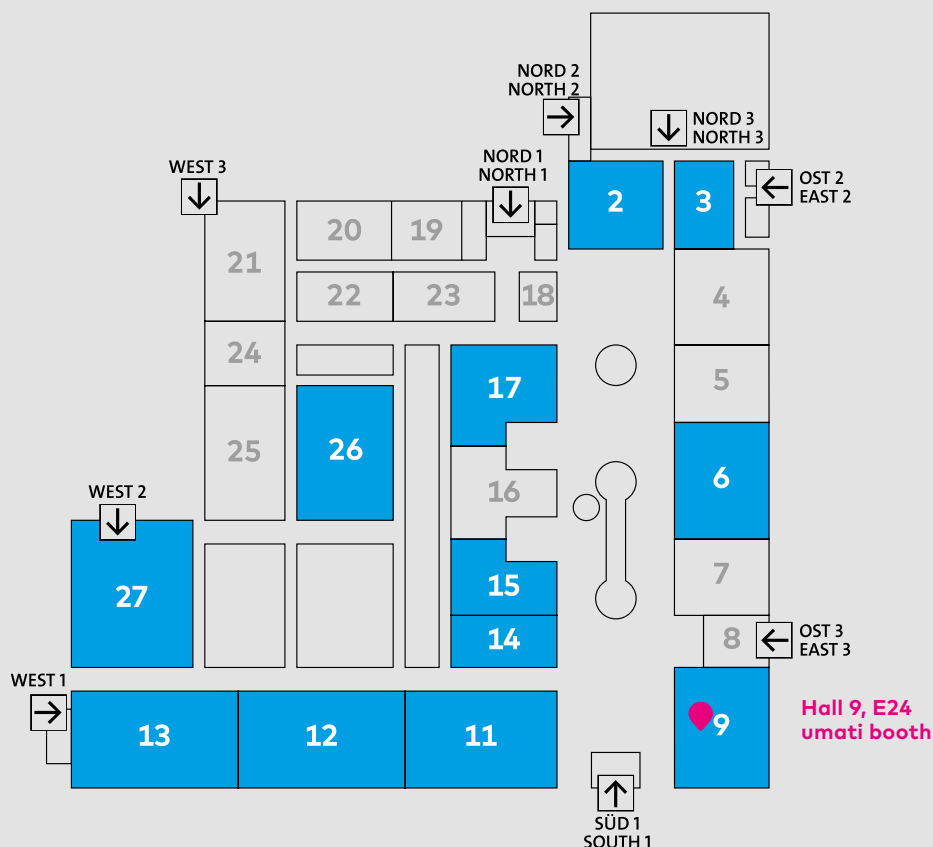 NORD 2
NORTH 2
NORD 3
NORTH 3
NORD 1
NORTH 1
WEST 3
OST 2
EAST 2
2
3
20
19
21
22
23
18
4
24
5
17
25
26
6
16
WEST 2
27
15
7
14
8
OST 3
EAST 3
WEST 1
13
12
11
9
Hall 9, E24
umati booth
SÜD 1
SOUTH 1